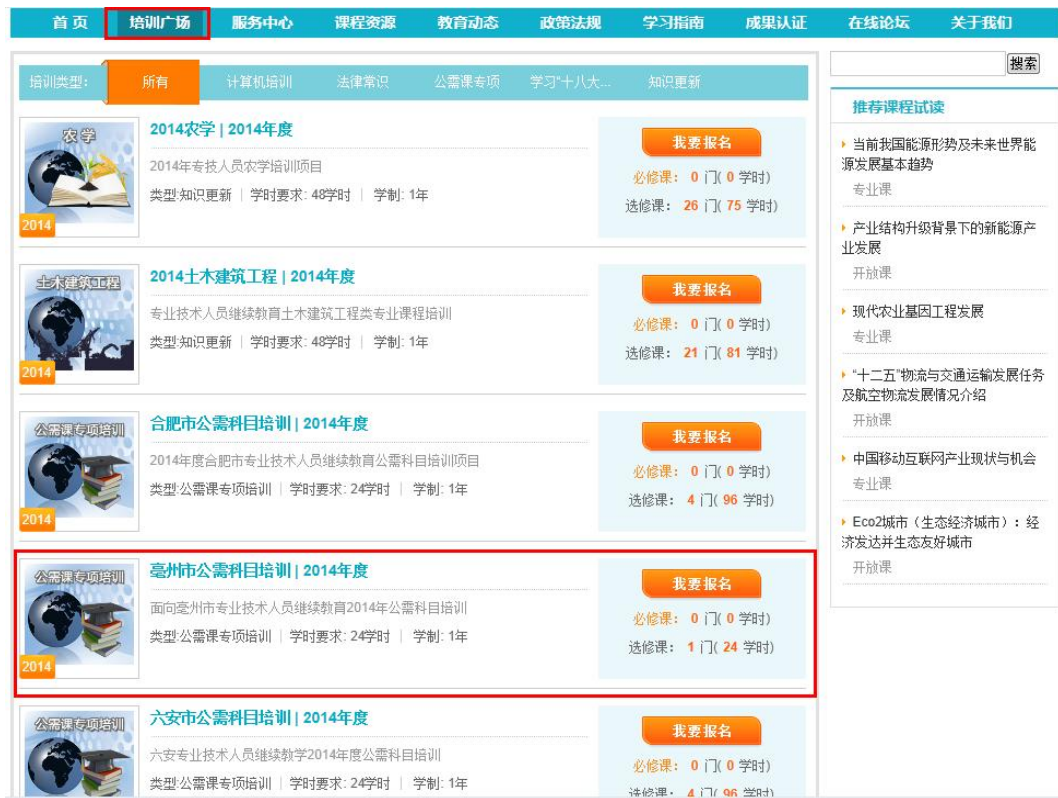 首 页 培训广场 服务中心 课程资源 教育动态 政策法规 学习指南 成果认证 在线论坛 关于我们
培训类型： 所有 计算机培训 法律常识 公需课专项 学习"十八大... 知识更新
农学
2014
2014农学 | 2014年度
2014年专技人员农学培训项目
类型:知识更新 | 学时要求: 48学时 | 学制: 1年
我要报名
必修课： 0 门( 0 学时)
选修课： 26 门( 75 学时)
土木建筑工程
2014
2014土木建筑工程 | 2014年度
专业技术人员继续教育土木建筑工程类专业课程培训
类型:知识更新 | 学时要求: 48学时 | 学制: 1年
我要报名
必修课： 0 门( 0 学时)
选修课： 21 门( 81 学时)
公需课专项培训
2014
合肥市公需科目培训 | 2014年度
2014年度合肥市专业技术人员继续教育公需科目培训项目
类型:公需课专项培训 | 学时要求: 24学时 | 学制: 1年
我要报名
必修课： 0 门( 0 学时)
选修课： 4 门( 96 学时)
公需课专项培训
2014
亳州市公需科目培训 | 2014年度
面向亳州市专业技术人员继续教育2014年公需科目培训
类型:公需课专项培训 | 学时要求: 24学时 | 学制: 1年
我要报名
必修课： 0 门( 0 学时)
选修课： 1 门( 24 学时)
公需课专项培训
六安市公需科目培训 | 2014年度
六安专业技术人员继续教学2014年度公需科目培训
类型:公需课专项培训 | 学时要求: 24学时 | 学制: 1年
我要报名
必修课： 0 门( 0 学时)
选修课： 4 门( 96 学时)
搜索
推荐课程试读
当前我国能源形势及未来世界能
源发展基本趋势
专业课
产业结构升级背景下的新能源产
业发展
开放课
现代农业基因工程发展
专业课
"十二五"物流与交通运输发展任务
及航空物流发展情况介绍
开放课
中国移动互联网产业现状与机会
专业课
Eco2城市（生态经济城市）：经
济发达并生态友好城市
开放课